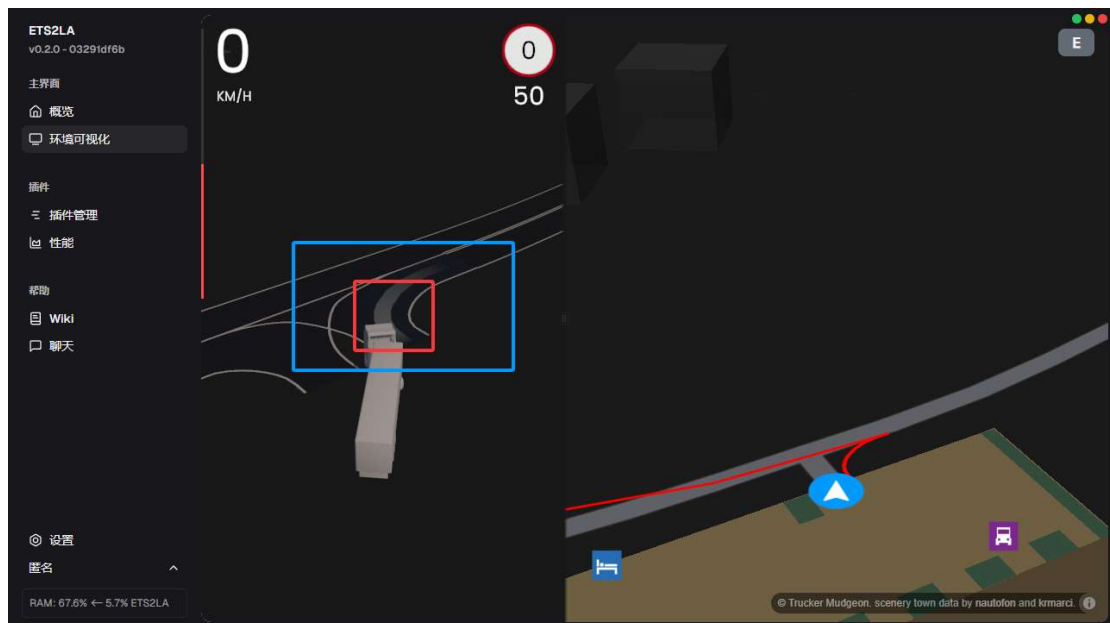 ETS2LA
v0.2.0 - 03291df6b
主界面
概览
环境可视化
插件
插件管理
性能
帮助
Wiki
聊天
设置
匿名
RAM: 67.6% ← 5.7% ETS2LA
0
KM/H
0
50
E
© Trucker Mudgeon. scenery town data by nautofon and krmarci.